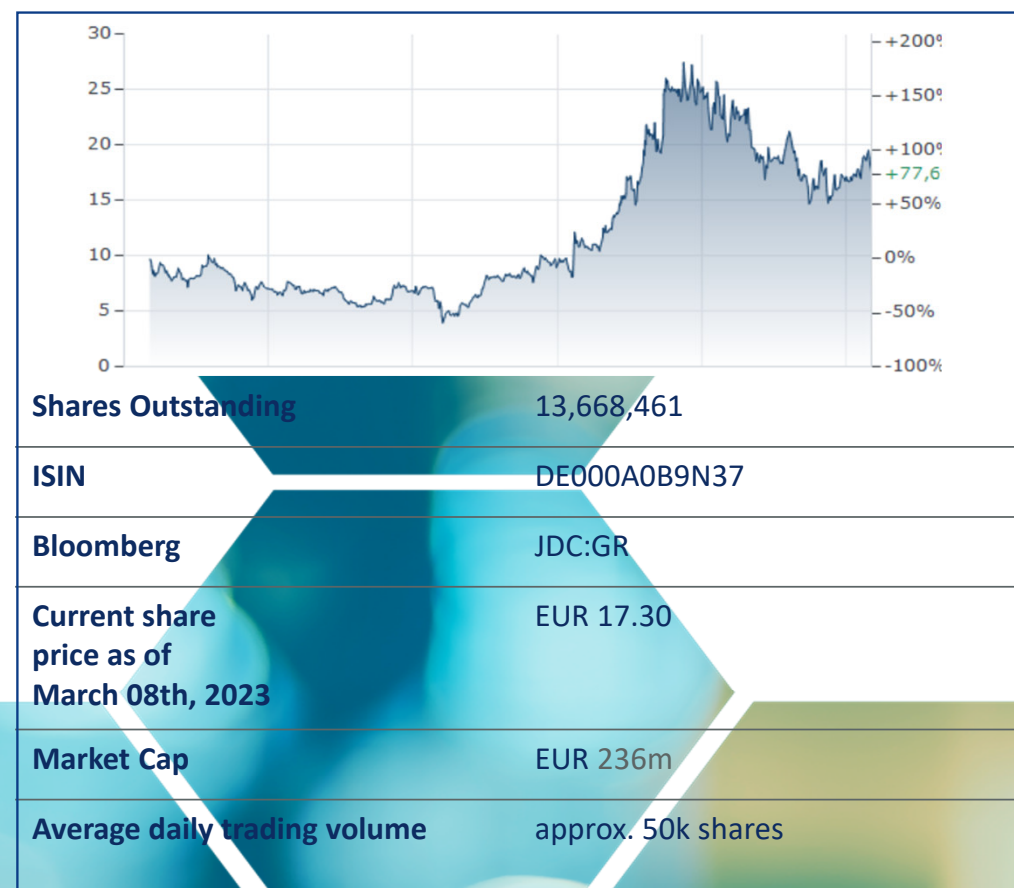 30
25
20
15
10
5
0
+200%
+150%
+100%
+77,6
+50%
0%
-50%
-100%
Shares Outstanding 13,668,461
ISIN DE000A0B9N37
Bloomberg JDC:GR
Current share EUR 17.30
price as of
March 08th, 2023
Market Cap EUR 236m
Average daily trading volume approx. 50k shares